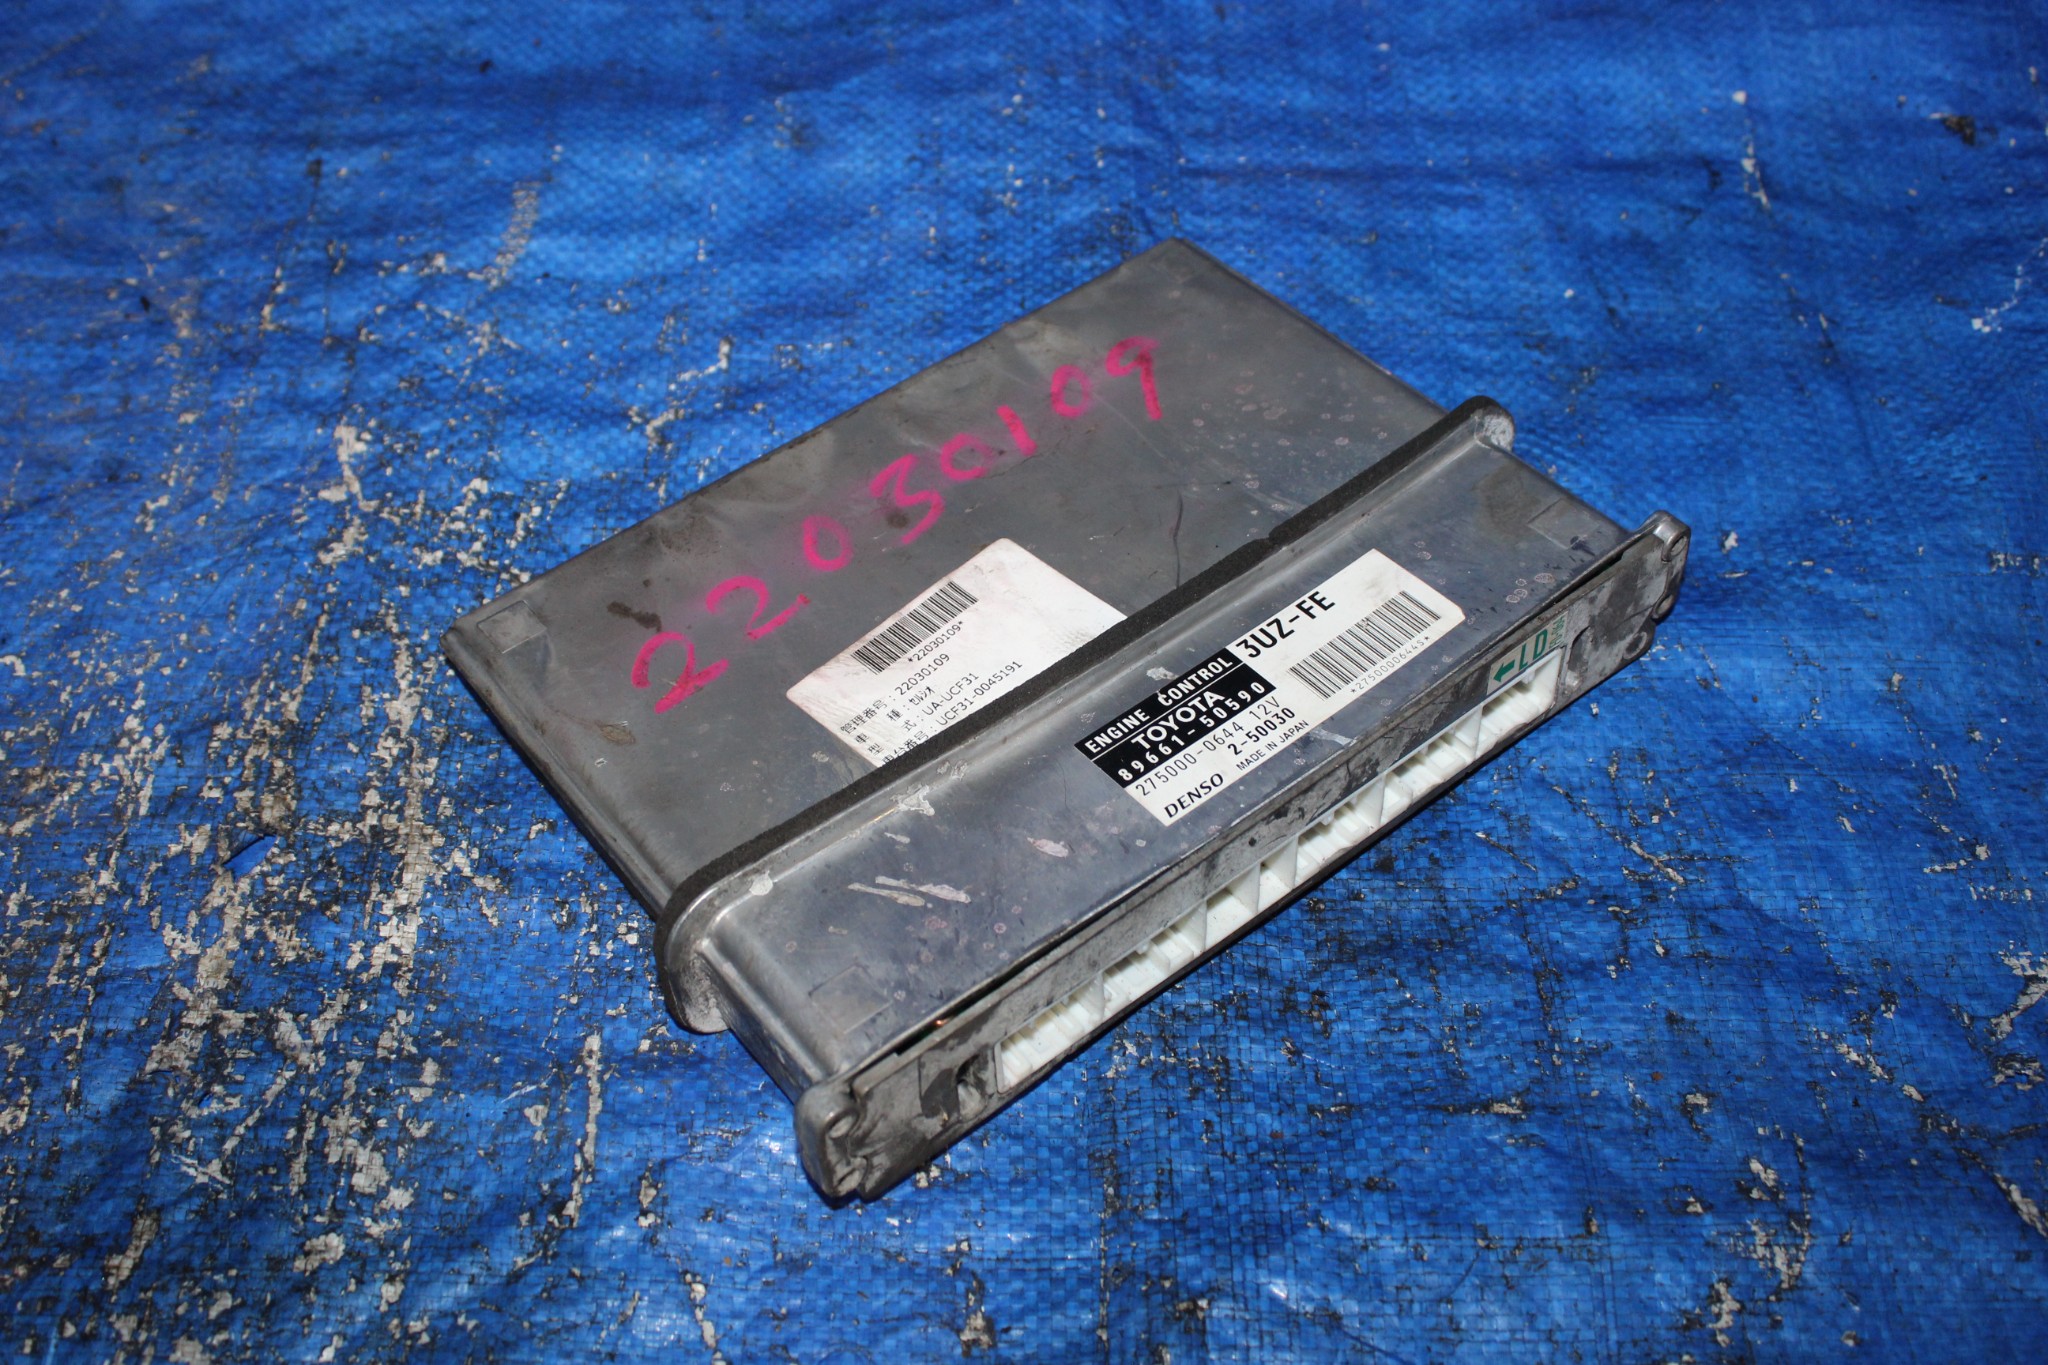 22030109
*22030109*
管理番号:22030109
車 種:セルシオ
型 式:UA-UCF31
車台番号:UCF31-0045191
ENGINE CONTROL 3UZ-FE
TOYOTA
89661-50590
275000-0644 12V
2-50030
DENSO MADE IN JAPAN
*2750000644S*
←LD